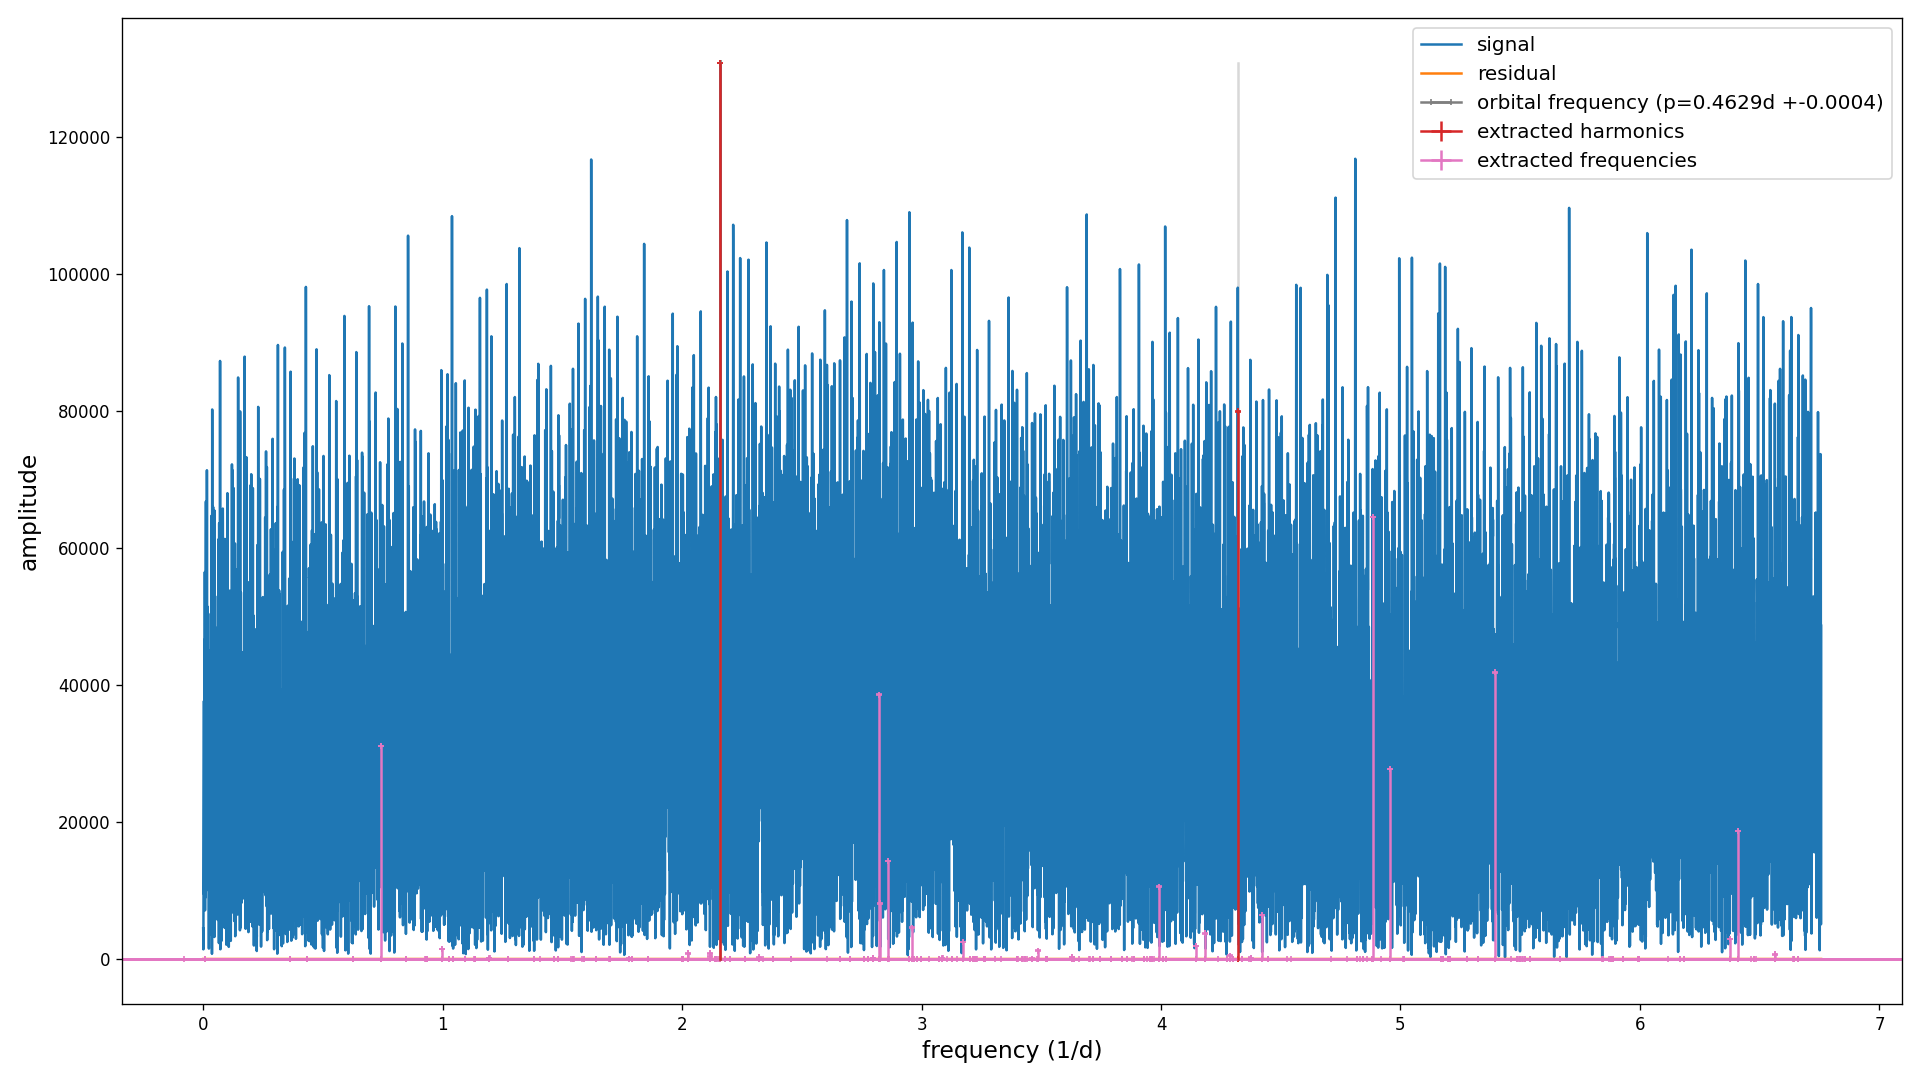 signal
residual
orbital frequency (p=0.4629d +-0.0004)
extracted harmonics
extracted frequencies
amplitude
120000
100000
80000
60000
40000
20000
0
0 1 2 3 4 5 6 7
frequency (1/d)